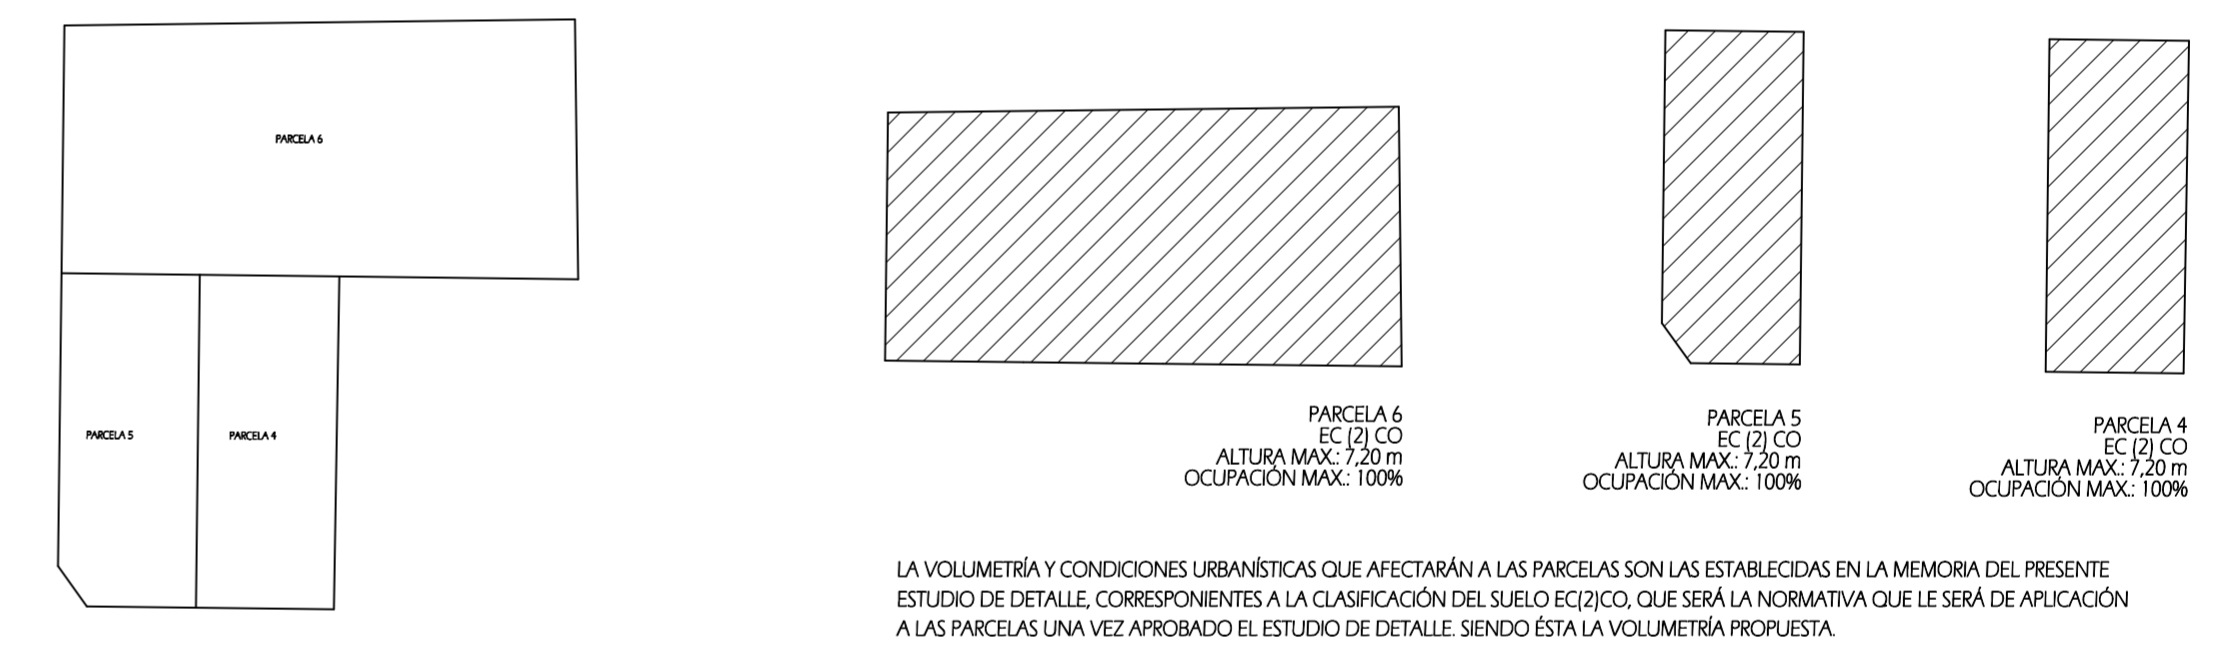 PARCELA 6
PARCELA 5
PARCELA 4
PARCELA 6
EC (2) CO
ALTURA MAX.: 7,20 m
OCUPACIÓN MAX.: 100%
PARCELA 5
EC (2) CO
ALTURA MAX.: 7,20 m
OCUPACIÓN MAX.: 100%
PARCELA 4
EC (2) CO
ALTURA MAX.: 7,20 m
OCUPACIÓN MAX.: 100%
LA VOLUMETRÍA Y CONDICIONES URBANÍSTICAS QUE AFECTARÁN A LAS PARCELAS SON LAS ESTABLECIDAS EN LA MEMORIA DEL PRESENTE
ESTUDIO DE DETALLE, CORRESPONIENTES A LA CLASIFICACIÓN DEL SUELO EC(2)CO, QUE SERÁ LA NORMATIVA QUE LE SERÁ DE APLICACIÓN
A LAS PARCELAS UNA VEZ APROBADO EL ESTUDIO DE DETALLE. SIENDO ÉSTA LA VOLUMETRÍA PROPUESTA.